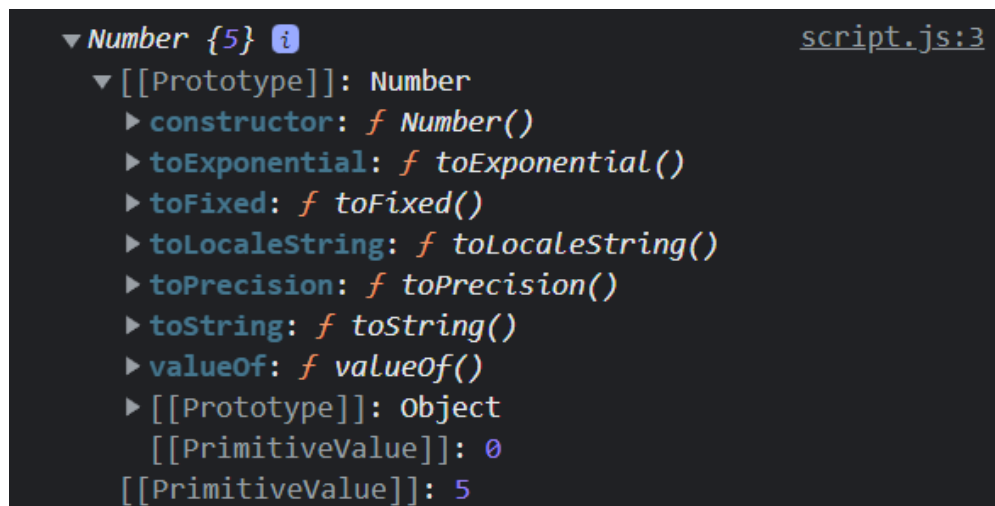 ▼Number {5} i script.js:3
▼[[Prototype]]: Number
▶constructor: ƒ Number()
▶toExponential: ƒ toExponential()
▶toFixed: ƒ toFixed()
▶toLocaleString: ƒ toLocaleString()
▶toPrecision: ƒ toPrecision()
▶toString: ƒ toString()
▶valueOf: ƒ valueOf()
▶[[Prototype]]: Object
[[PrimitiveValue]]: 0
[[PrimitiveValue]]: 5